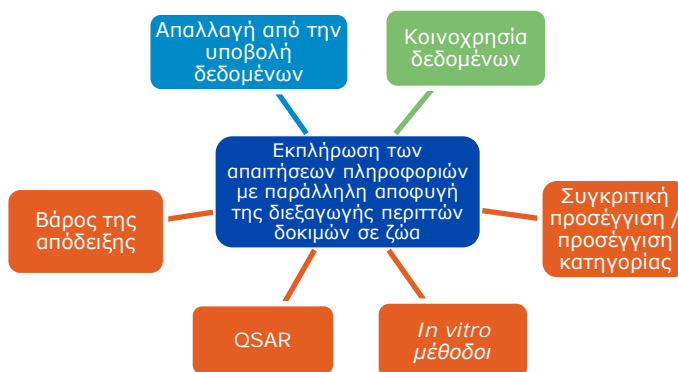 Απαλλαγή από την
υποβολή
δεδομένων
Κοινοχρησία
δεδομένων
Εκπλήρωση των
απαιτήσεων πληροφοριών
με παράλληλη αποφυγή
της διεξαγωγής περιττών
δοκιμών σε ζώα
Βάρος της
απόδειξης
Συγκριτική
προσέγγιση /
προσέγγιση
κατηγορίας
QSAR
In vitro
μέθοδοι